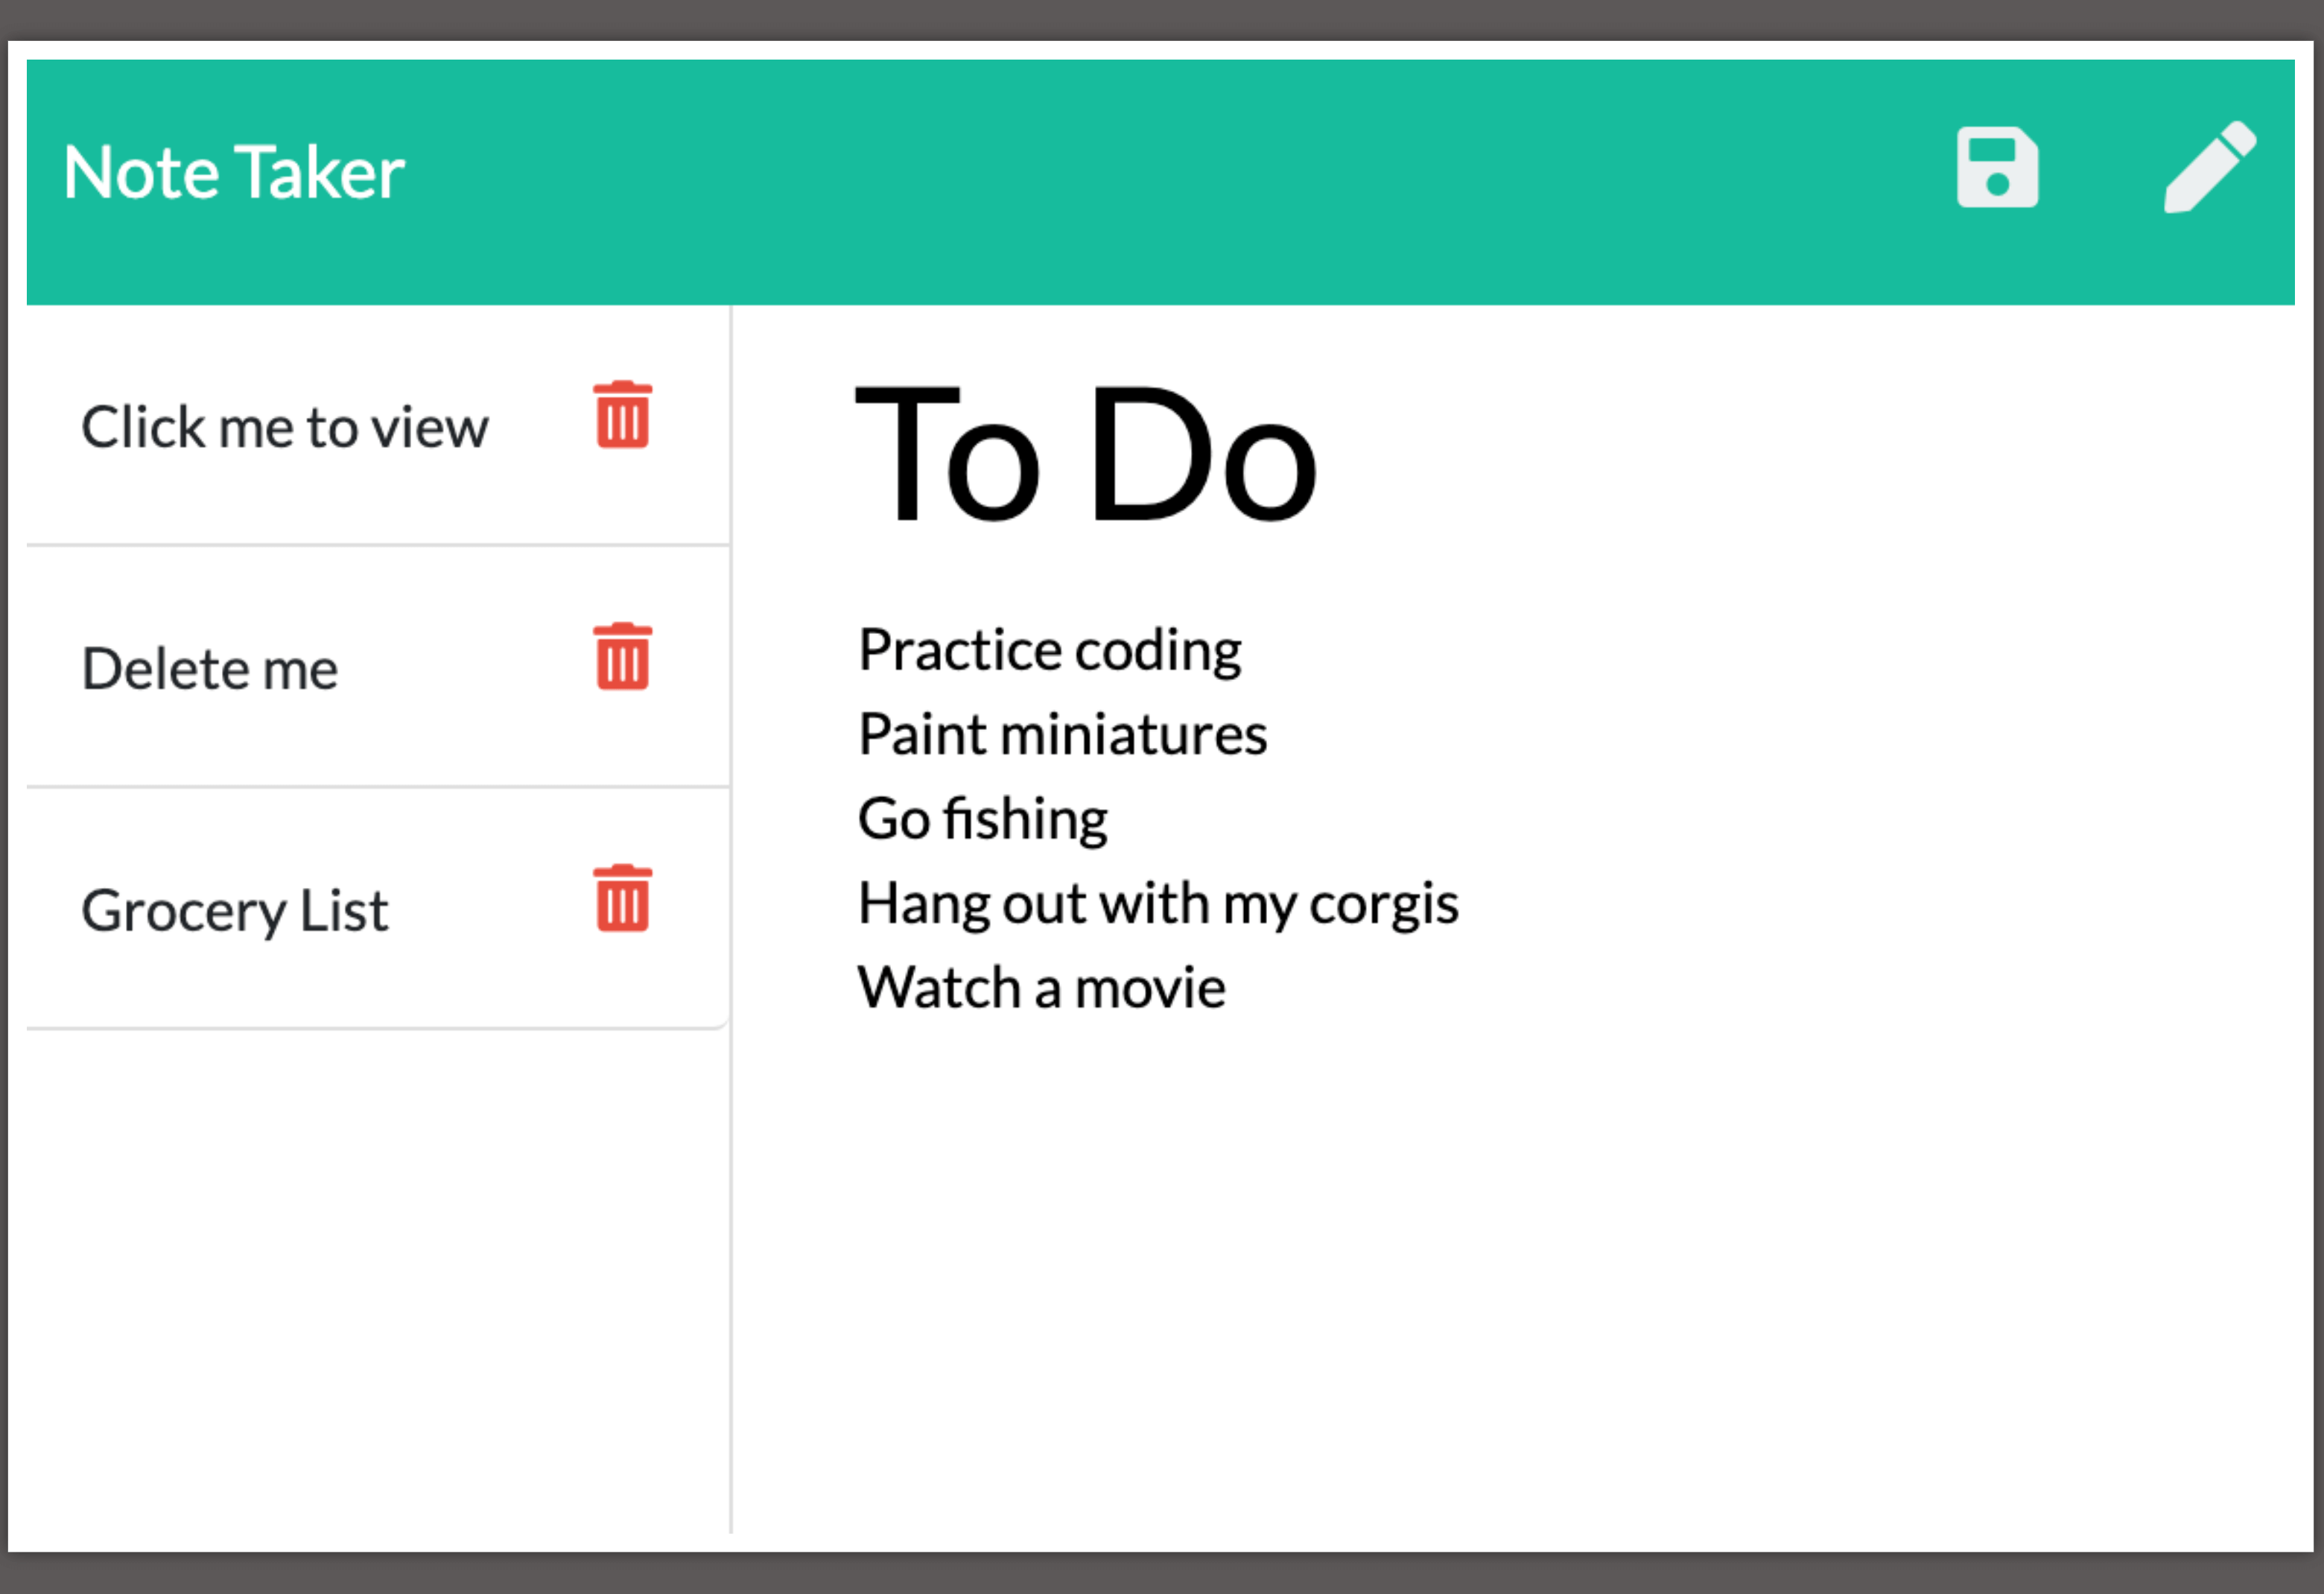 Note Taker
Click me to view
Delete me
Grocery List
To Do
Practice coding
Paint miniatures
Go fishing
Hang out with my corgis
Watch a movie